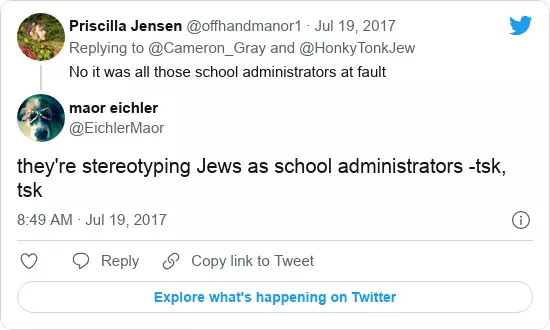 Priscilla Jensen @offhandmanor1 · Jul 19, 2017
Replying to @Cameron_Gray and @HonkyTonkJew
No it was all those school administrators at fault
maor eichler
@EichlerMaor
they're stereotyping Jews as school administrators -tsk,
tsk
8:49 AM · Jul 19, 2017
Reply
Copy link to Tweet
Explore what's happening on Twitter